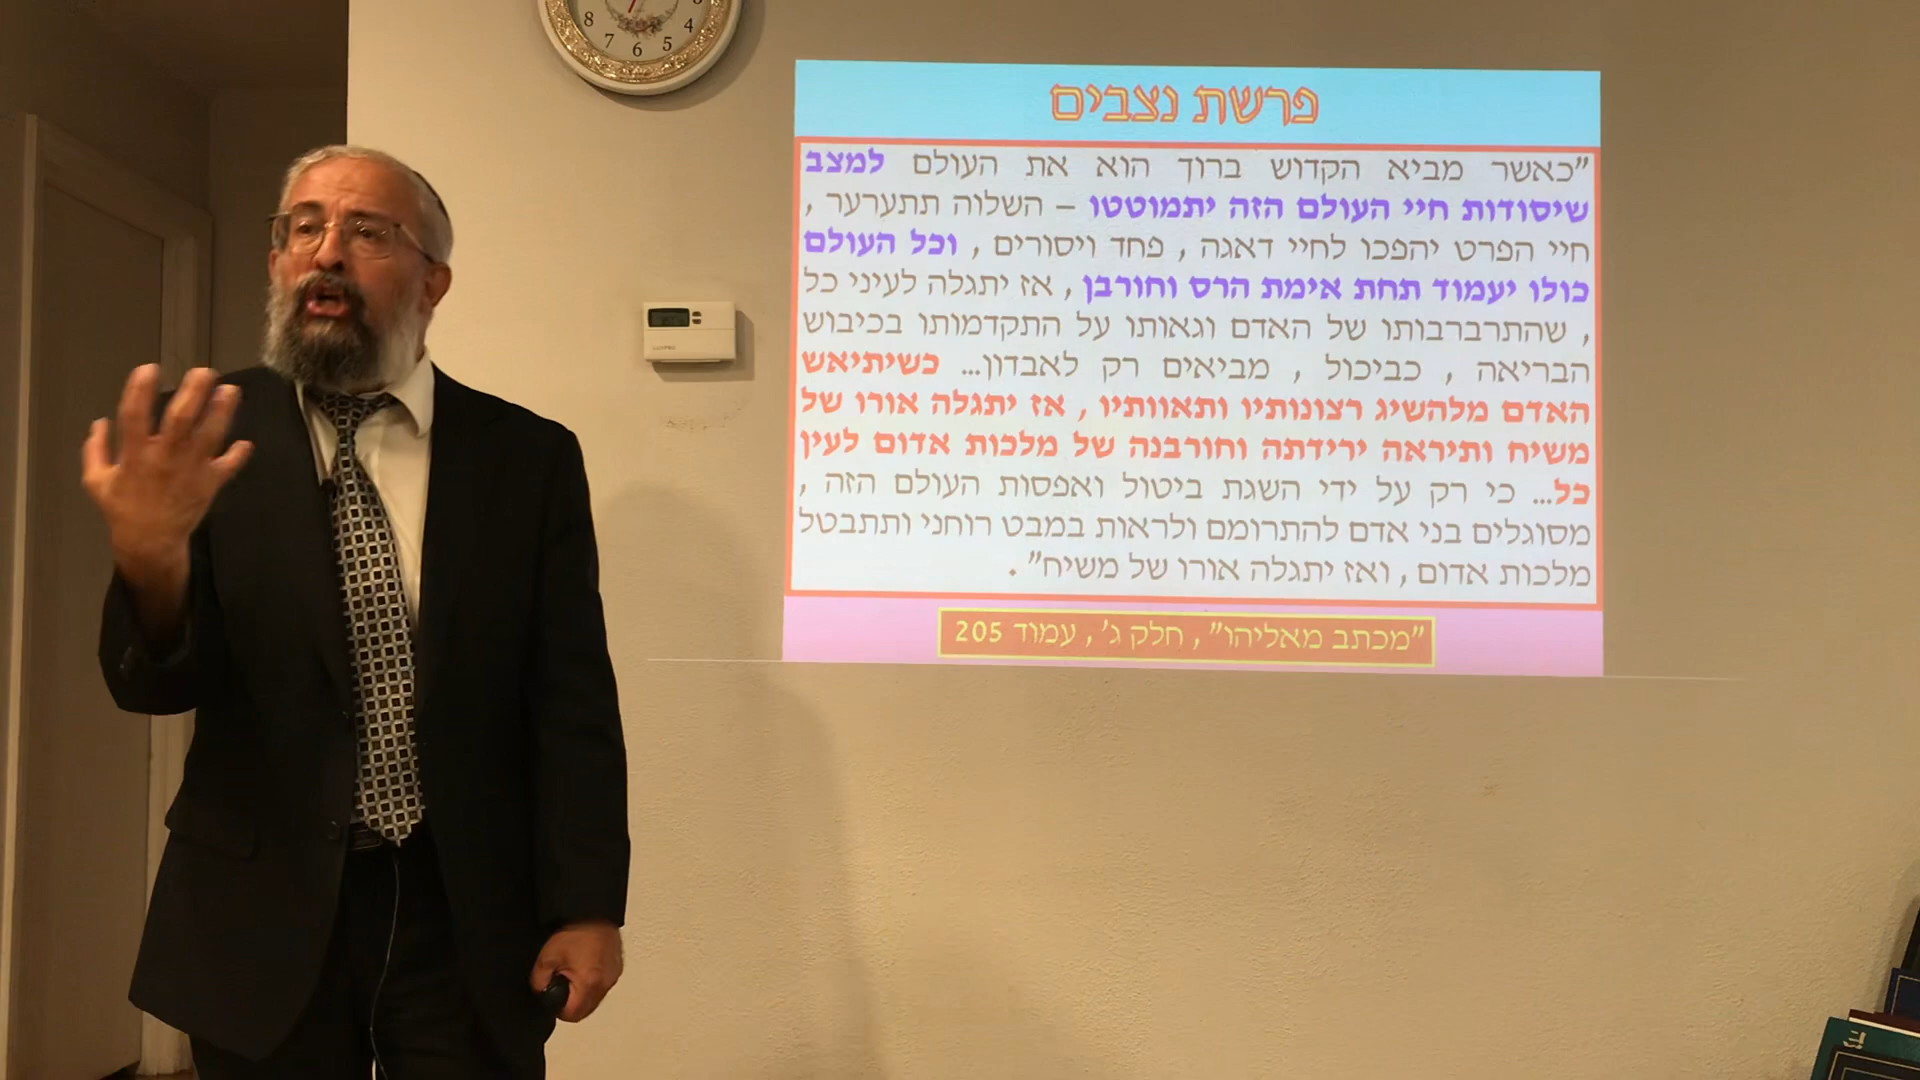 פרשת נצבים
"כאשר מביא הקדוש ברוך הוא את העולם למצב
שיסודות חיי העולם הזה יתמוטטו – השלוה תתערער ,
חיי הפרט יהפכו לחיי דאגה , פחד ויסורים , וכל העולם
כולו יעמוד תחת אימת הרס וחורבן , אז יתגלה לעיני כל
, שהתרברבותו של האדם וגאותו על התקדמותו בכיבוש
הבריאה , כביכול , מביאים רק לאבדון... כשיתיאש
האדם מלהשיג רצונותיו ותאוותיו , אז יתגלה אורו של
משיח ותיראה ירידתה וחורבנה של מלכות אדום לעין
כל... כי רק על ידי השגת ביטול ואפסות העולם הזה ,
מסוגלים בני אדם להתרומם ולראות במבט רוחני ותתבטל
מלכות אדום , ואז יתגלה אורו של משיח" .
"מכתב מאליהו" , חלק ג' , עמוד 205
8 7 6 5 4